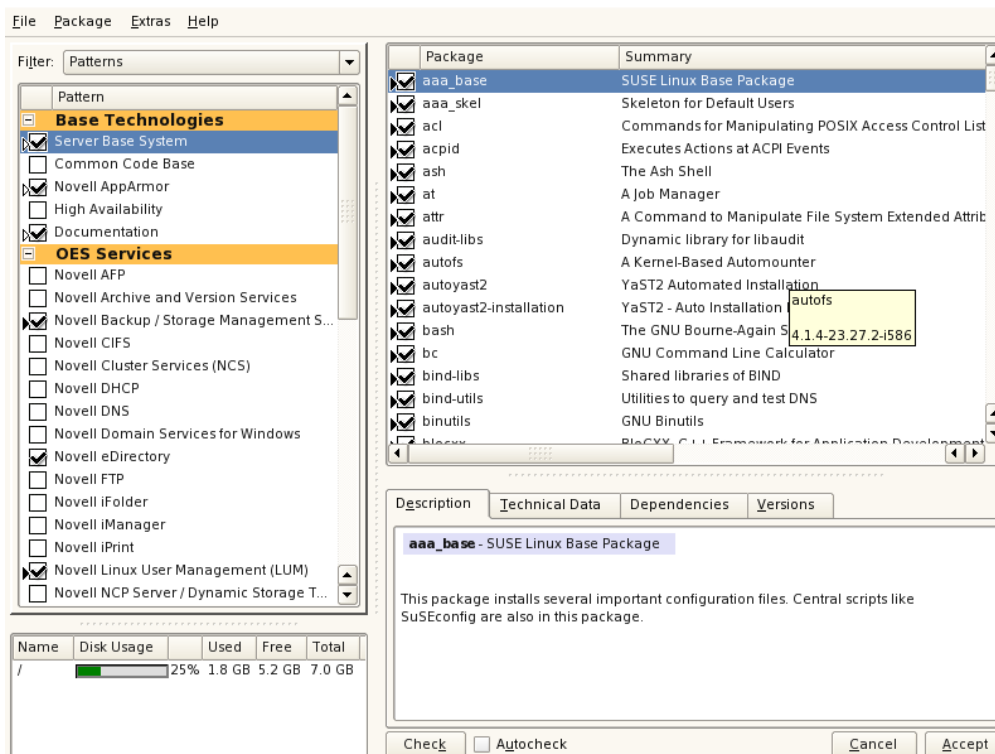 File Package Extras Help
Filter: Patterns
Pattern
Base Technologies
Server Base System
Common Code Base
Novell AppArmor
High Availability
Documentation
OES Services
Novell AFP
Novell Archive and Version Services
Novell Backup / Storage Management S...
Novell CIFS
Novell Cluster Services (NCS)
Novell DHCP
Novell DNS
Novell Domain Services for Windows
Novell eDirectory
Novell FTP
Novell iFolder
Novell iManager
Novell iPrint
Novell Linux User Management (LUM)
Novell NCP Server / Dynamic Storage T...
Name Disk Usage Used Free Total
/ 25% 1.8 GB 5.2 GB 7.0 GB
Package Summary
aaa_base SUSE Linux Base Package
aaa_skel Skeleton for Default Users
acl Commands for Manipulating POSIX Access Control List
acpid Executes Actions at ACPI Events
ash The Ash Shell
at A Job Manager
attr A Command to Manipulate File System Extended Attrib
audit-libs Dynamic library for libaudit
autofs A Kernel-Based Automounter
autoyast2 YaST2 Automated Installation
autoyast2-installation YaST2 - Auto Installation
bash The GNU Bourne-Again S
bc GNU Command Line Calculator
bind-libs Shared libraries of BIND
bind-utils Utilities to query and test DNS
binutils GNU Binutils
blocxx BloCXX, C++ Framework for Application Development
autofs
4.1.4-23.27.2-i586
Description Technical Data Dependencies Versions
aaa_base - SUSE Linux Base Package
This package installs several important configuration files. Central scripts like
SuSEconfig are also in this package.
Check Autocheck Cancel Accept